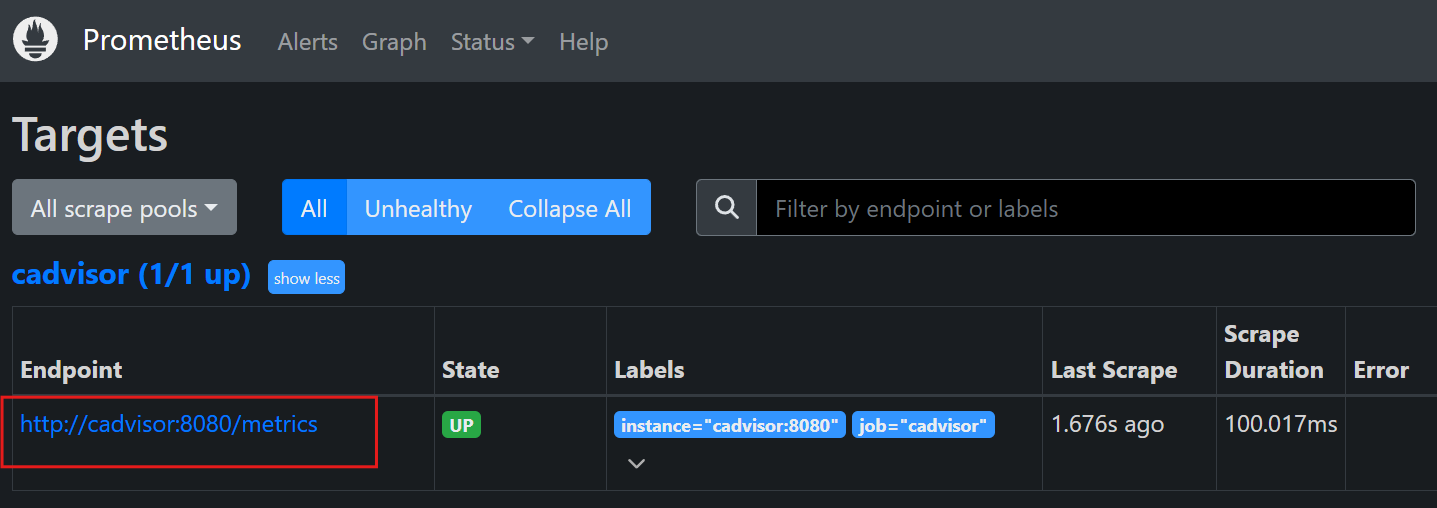 Prometheus Alerts Graph Status Help
Targets
All scrape pools All Unhealthy Collapse All Filter by endpoint or labels
cadvisor (1/1 up) show less
Endpoint State Labels Last Scrape Scrape Duration Error
http://cadvisor:8080/metrics UP instance="cadvisor:8080" job="cadvisor" 1.676s ago 100.017ms